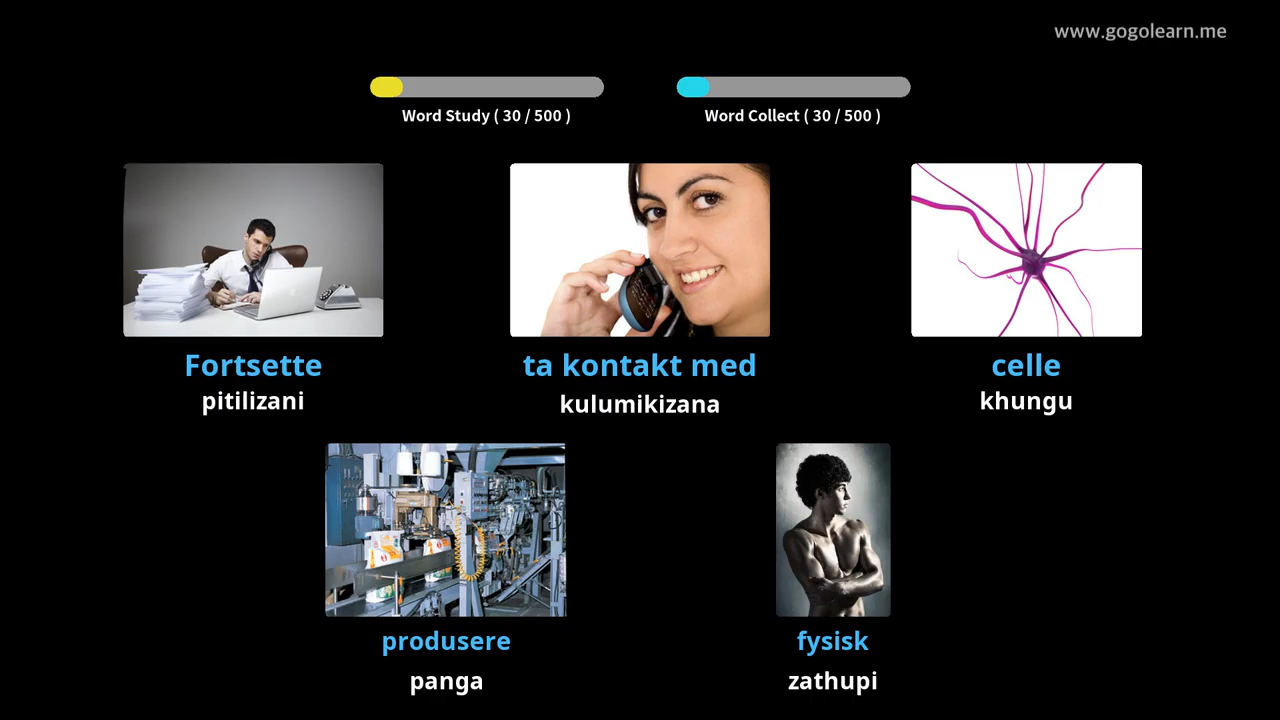 www.gogolearn.me
Word Study ( 30 / 500 )
Word Collect ( 30 / 500 )
Fortsette
pitilizani
ta kontakt med
kulumikizana
celle
khungu
produsere
panga
fysisk
zathupi